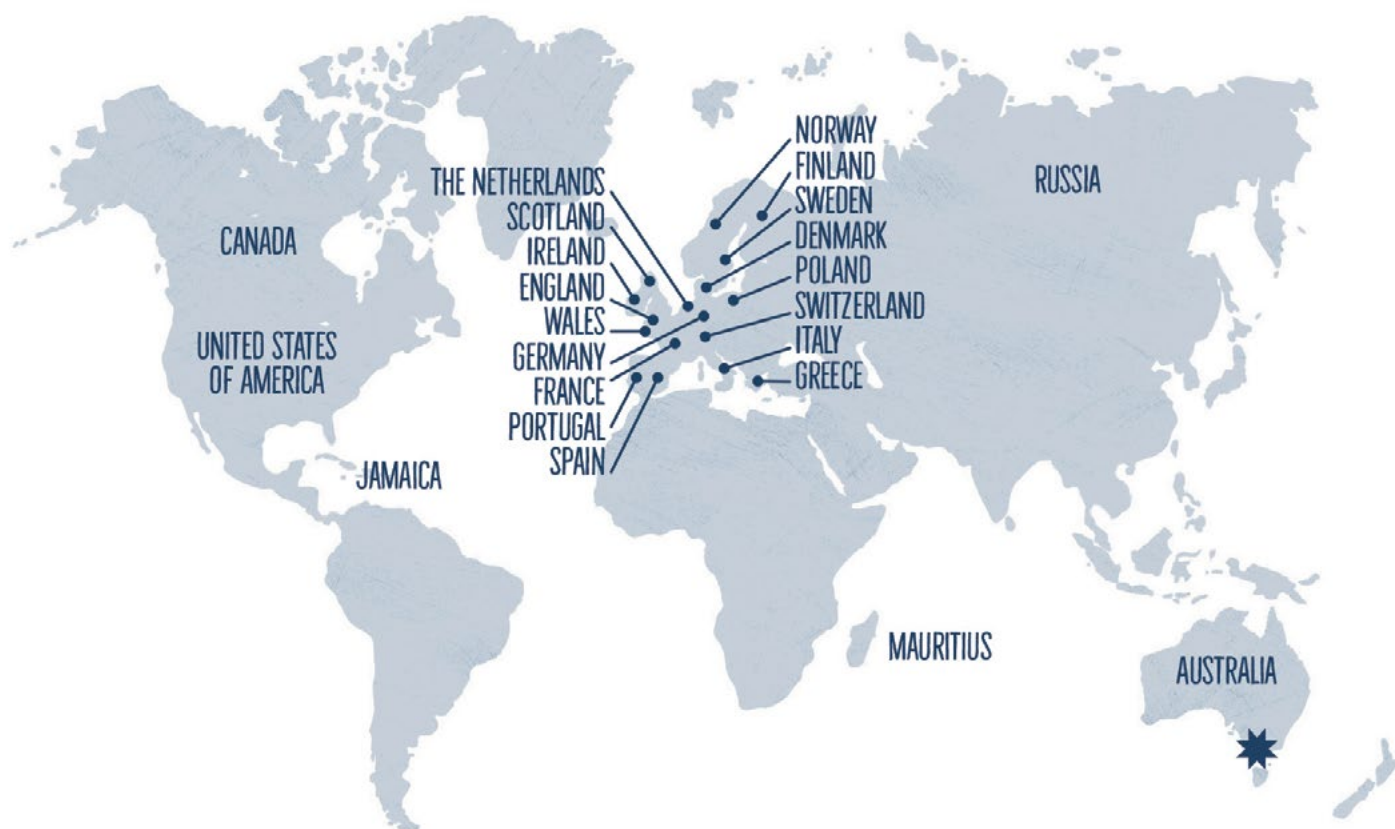 NORWAY
FINLAND
SWEDEN
DENMARK
POLAND
SWITZERLAND
ITALY
GREECE
THE NETHERLANDS
SCOTLAND
IRELAND
ENGLAND
WALES
GERMANY
FRANCE
PORTUGAL
SPAIN
RUSSIA
CANADA
UNITED STATES
OF AMERICA
JAMAICA
MAURITIUS
AUSTRALIA